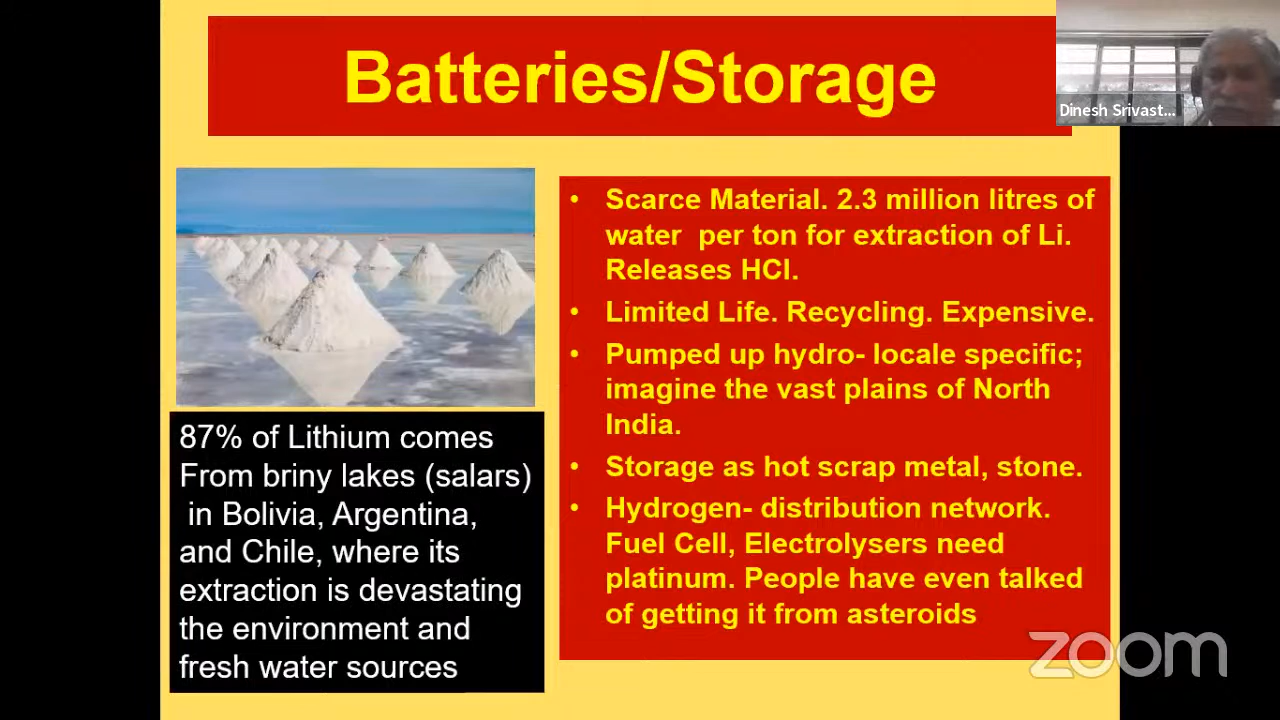 Batteries/Storage
Dinesh Srivast...
• Scarce Material. 2.3 million litres of
water per ton for extraction of Li.
Releases HCl.
• Limited Life. Recycling. Expensive.
• Pumped up hydro- locale specific;
imagine the vast plains of North
India.
• Storage as hot scrap metal, stone.
• Hydrogen- distribution network.
Fuel Cell, Electrolysers need
platinum. People have even talked
of getting it from asteroids
87% of Lithium comes
From briny lakes (salars)
in Bolivia, Argentina,
and Chile, where its
extraction is devastating
the environment and
fresh water sources
zoom